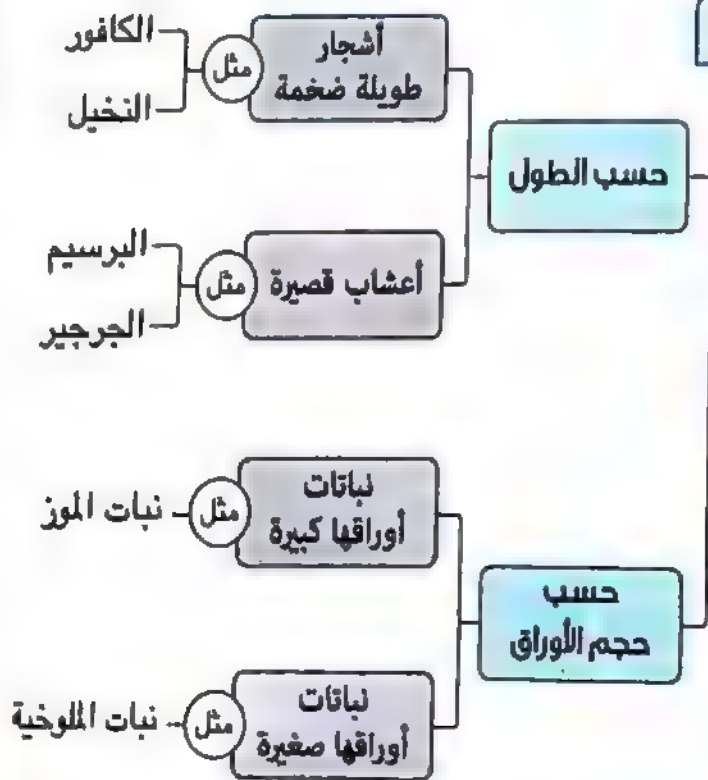 حسب الطول
أشجار
طويلة ضخمة
مثل
الكافور
النخيل
أعشاب قصيرة
مثل
البرسيم
الجرجير
حسب
حجم الأوراق
نباتات
أوراقها كبيرة
مثل
نبات الموز
نباتات
أوراقها صغيرة
مثل
نبات الملوخية